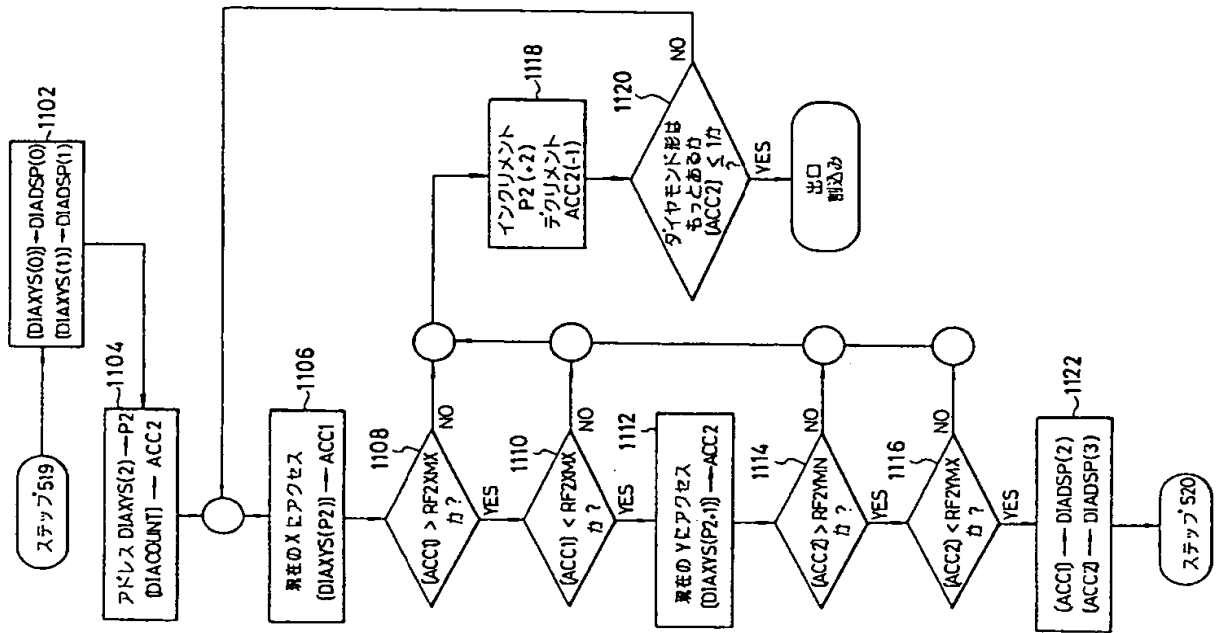 ステップ519
1102
(DIAXYS(0)]→DIADSP(0)
(DIAXYS(1)]→DIADSP(1)
1104
アドレス DIAXYS(2)→P2
(DIACOUNT] → ACC2
1106
現在のXにアクセス
(DIAXYS(P2)]→ACC1
1108
(ACC1) > RF2XMX
か?
NO
YES
1110
(ACC1) < RF2XMX
か?
NO
YES
1112
現在のYにアクセス
(DIAXYS(P2+1)]→ACC2
1114
(ACC2) > RF2YMN
か?
NO
YES
1116
(ACC2) < RF2YMX
か?
NO
YES
1122
(ACC1) → DIADSP(2)
(ACC2) → DIADSP(3)
ステップ520
1118
インクリメント
P2(+2)
デクリメント
ACC2(-1)
1120
ダイヤモンド形は
もっとあるか
(ACC2] ≤ 1か
?
NO
YES
出口
割込み